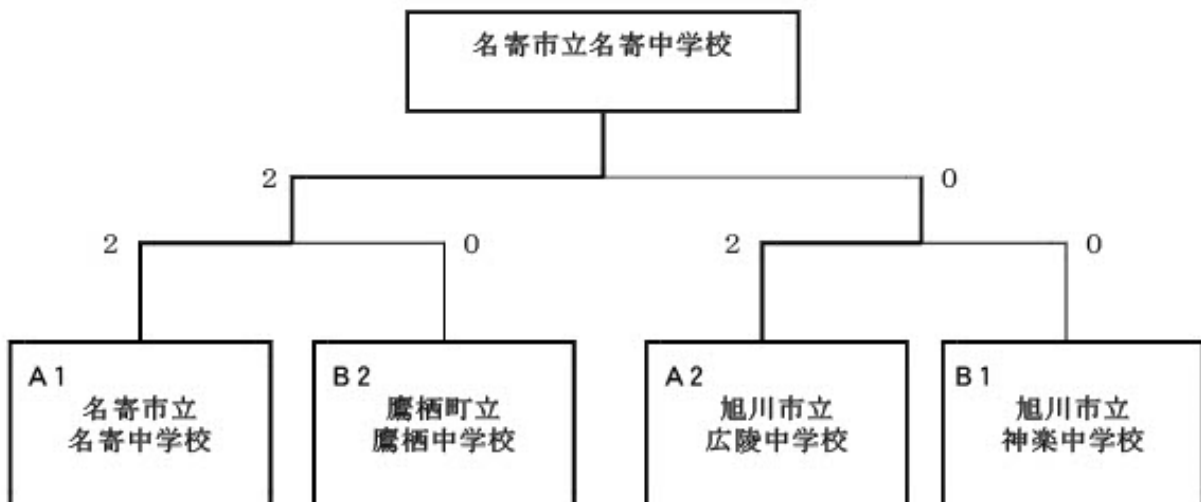 名寄市立名寄中学校
2
0
2
0
2
0
A1
名寄市立
名寄中学校
B2
鷹栖町立
鷹栖中学校
A2
旭川市立
広陵中学校
B1
旭川市立
神楽中学校